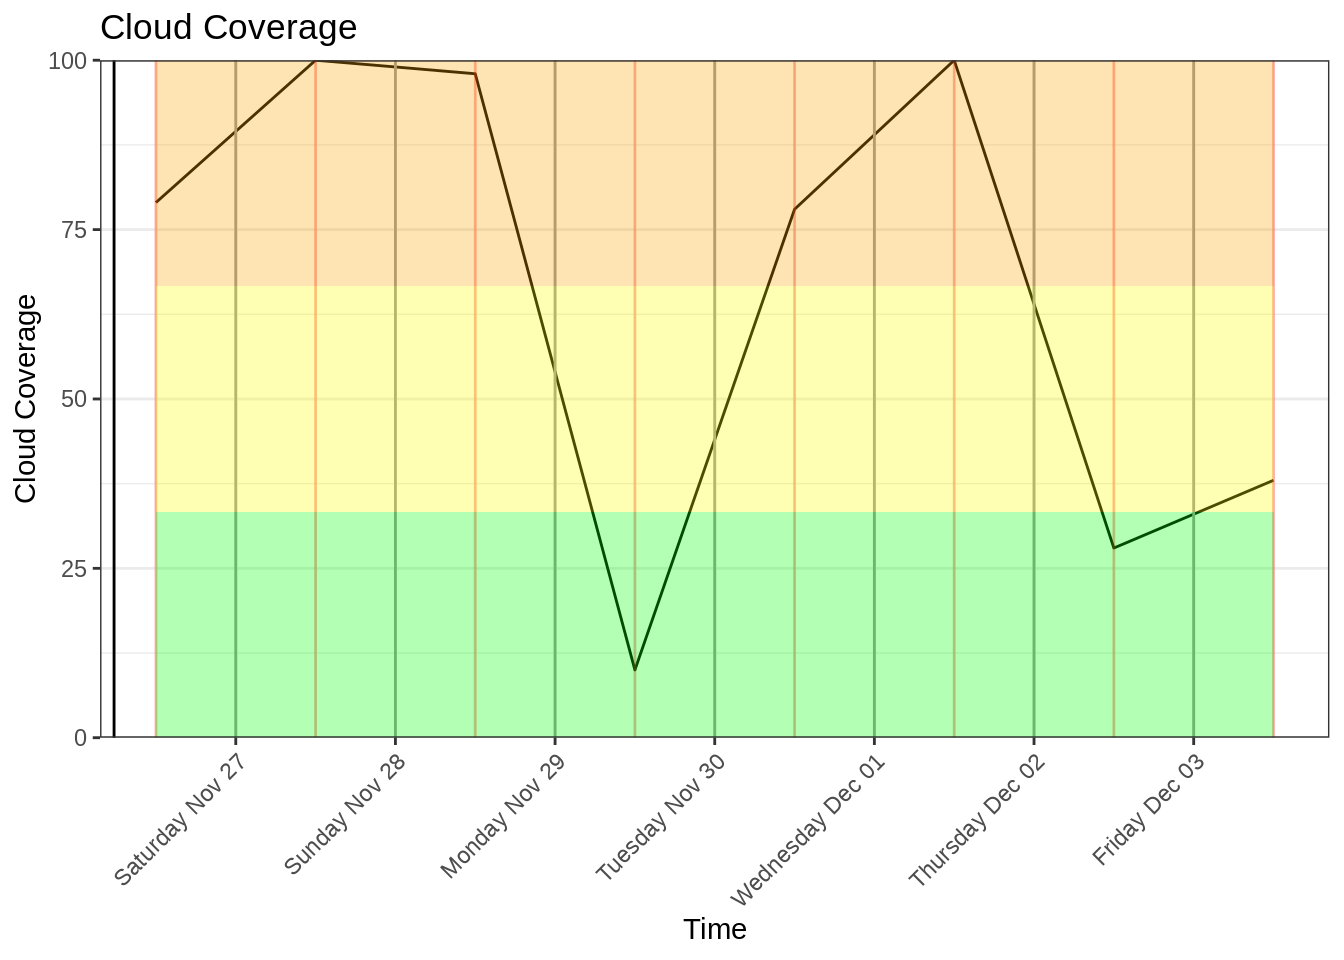 Cloud Coverage
100
75
50
25
0
Cloud Coverage
Saturday Nov 27
Sunday Nov 28
Monday Nov 29
Tuesday Nov 30
Wednesday Dec 01
Thursday Dec 02
Friday Dec 03
Time